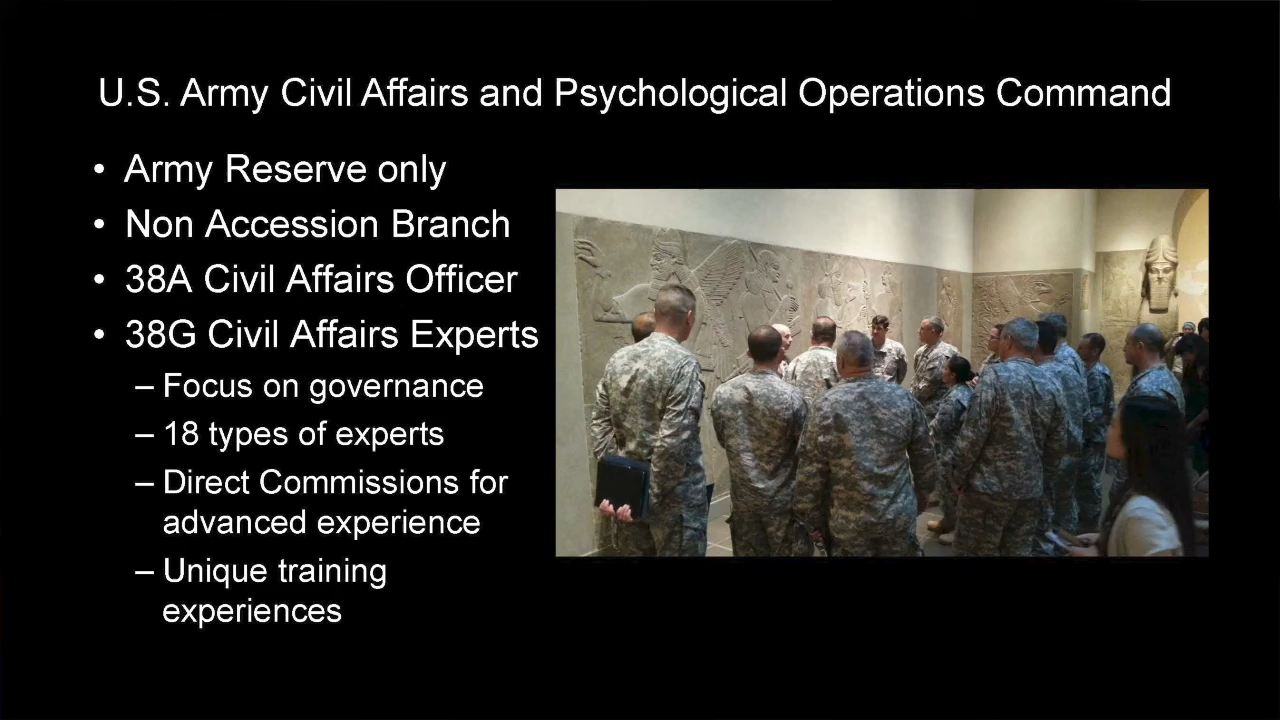 U.S. Army Civil Affairs and Psychological Operations Command
• Army Reserve only
• Non Accession Branch
• 38A Civil Affairs Officer
• 38G Civil Affairs Experts
– Focus on governance
– 18 types of experts
– Direct Commissions for
advanced experience
– Unique training
experiences